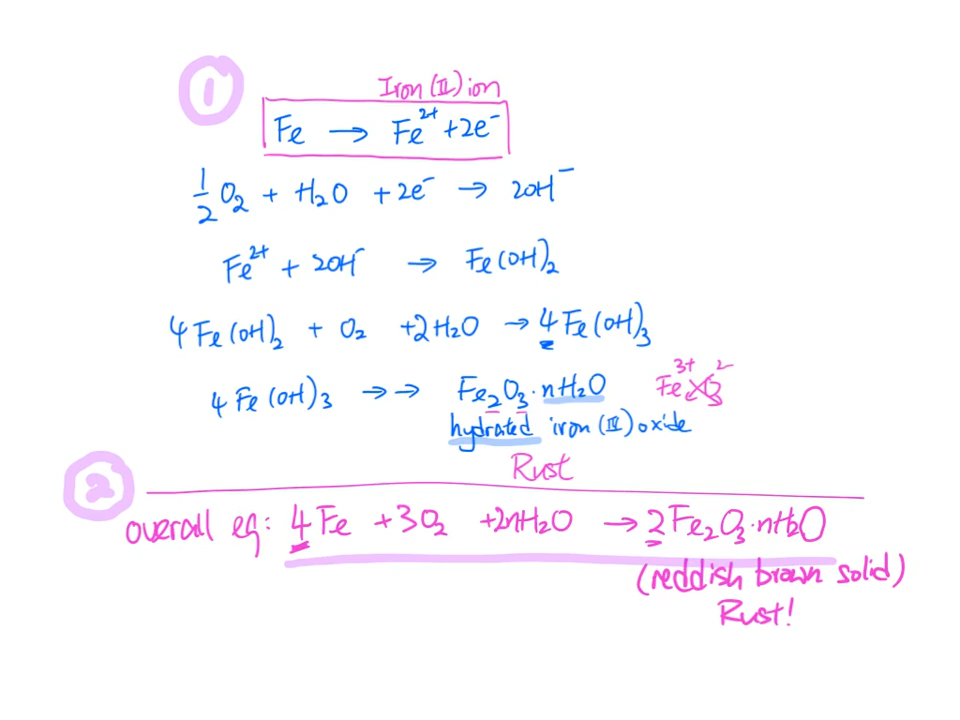 1
Iron (II) ion
Fe → Fe²⁺ + 2e⁻
½ O₂ + H₂O + 2e⁻ → 2OH⁻
Fe²⁺ + 2OH⁻ → Fe(OH)₂
4Fe(OH)₂ + O₂ + 2H₂O → 4Fe(OH)₃
4Fe(OH)₃ →→ Fe₂O₃·nH₂O
hydrated iron (III) oxide
Rust
2
overall eq: 4Fe + 3O₂ + 2nH₂O → 2Fe₂O₃·nH₂O
(reddish brown solid)
Rust!